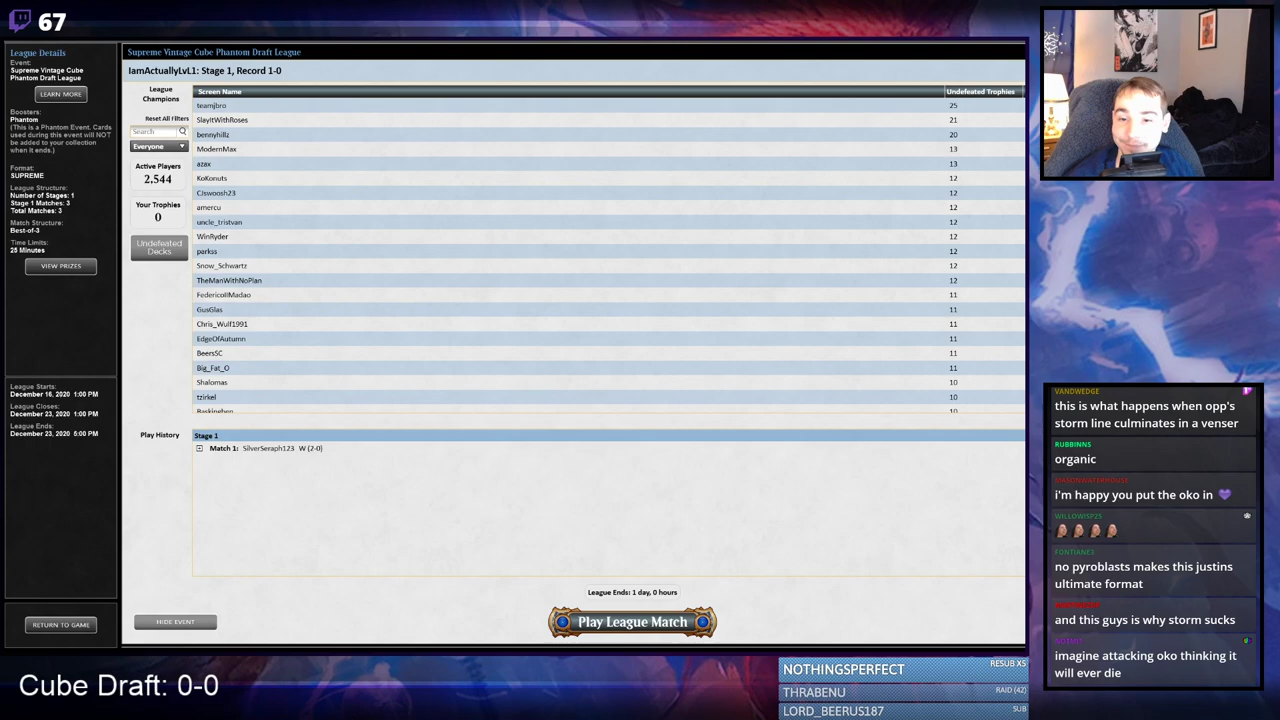 67
League Details
Event:
Supreme Vintage Cube
Phantom Draft League
LEARN MORE
Boosters:
Phantom
(This is a Phantom Event. Cards
used during this event will NOT
be added to your collection
when it ends.)
Format:
SUPREME
League Structure:
Number of Stages: 1
Stage 1 Matches: 3
Total Matches: 3
Match Structure:
Best-of-3
Time Limits:
25 Minutes
VIEW PRIZES
League Starts:
December 16, 2020 1:00 PM
League Closes:
December 23, 2020 1:00 PM
League Ends:
December 23, 2020 5:00 PM
RETURN TO GAME
Supreme Vintage Cube Phantom Draft League
IamActuallyLvL1: Stage 1, Record 1-0
League
Champions
Reset All Filters
Search
Everyone
Active Players
2,544
Your Trophies
0
Undefeated
Decks
Screen Name Undefeated Trophies
teamjbro 25
SlayItWithRoses 21
bennyhillz 20
ModernMax 13
azax 13
KoKonuts 12
CJswoosh23 12
amercu 12
uncle_tristvan 12
WinRyder 12
parkss 12
Snow_Schwartz 12
TheManWithNoPlan 12
FedericoIlMadao 11
GusGlas 11
Chris_Wulf1991 11
EdgeOfAutumn 11
BeersSC 11
Big_Fat_O 11
Shalomas 10
tzirkel 10
10
Play History
Stage 1
Match 1: SilverSeraph123 W (2-0)
League Ends: 1 day, 0 hours
HIDE EVENT
Play League Match
VANDWEDGE
this is what happens when opp's
storm line culminates in a venser
RUBBINNS
organic
i'm happy you put the oko in
WILLOWISP25
FONTIANE3
no pyroblasts makes this justins
ultimate format
and this guys is why storm sucks
imagine attacking oko thinking it
will ever die
Cube Draft: 0-0
NOTHINGSPERFECT RESUB X5
THRABENU RAID (42)
LORD_BEERUS187 SUB